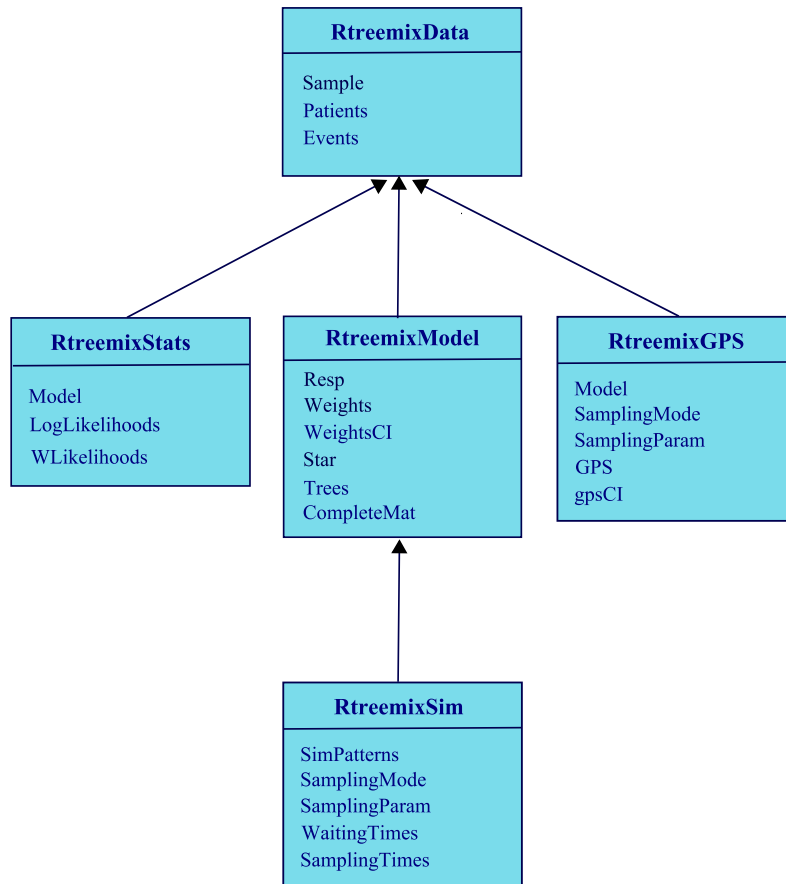 RtreemixData
Sample
Patients
Events
RtreemixStats
Model
LogLikelihoods
WLikelihoods
RtreemixModel
Resp
Weights
WeightsCI
Star
Trees
CompleteMat
RtreemixGPS
Model
SamplingMode
SamplingParam
GPS
gpsCI
RtreemixSim
SimPatterns
SamplingMode
SamplingParam
WaitingTimes
SamplingTimes